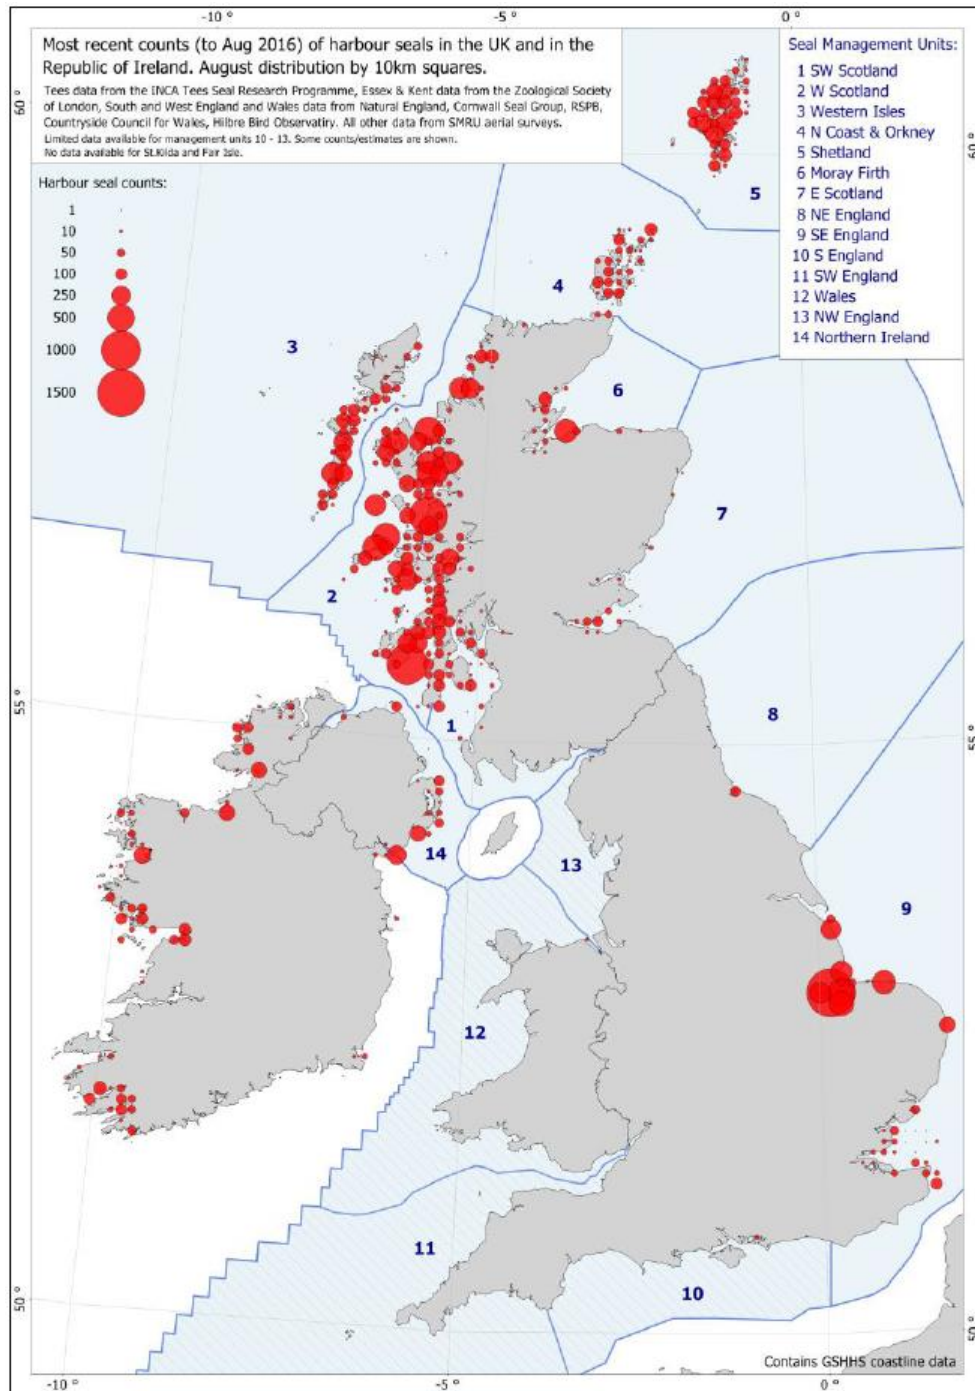 -10 °
-5 °
0 °
Most recent counts (to Aug 2016) of harbour seals in the UK and in the
Republic of Ireland. August distribution by 10km squares.
Tees data from the INCA Tees Seal Research Programme, Essex & Kent data from the Zoological Society
of London, South and West England and Wales data from Natural England, Cornwall Seal Group, RSPB,
Countryside Council for Wales, Hilbre Bird Observatiry. All other data from SMRU aerial surveys.
Limited data available for management units 10 - 13. Some counts/estimates are shown.
No data available for St.Kilda and Fair Isle.
Seal Management Units:
1 SW Scotland
2 W Scotland
3 Western Isles
4 N Coast & Orkney
5 Shetland
6 Moray Firth
7 E Scotland
8 NE England
9 SE England
10 S England
11 SW England
12 Wales
13 NW England
14 Northern Ireland
60 °
60 °
Harbour seal counts:
1
10
50
100
250
500
1000
1500
5
4
3
6
7
2
55 °
55 °
1
8
14
13
9
12
11
10
50 °
50 °
Contains GSHHS coastline data
-10 °
-5 °
0 °